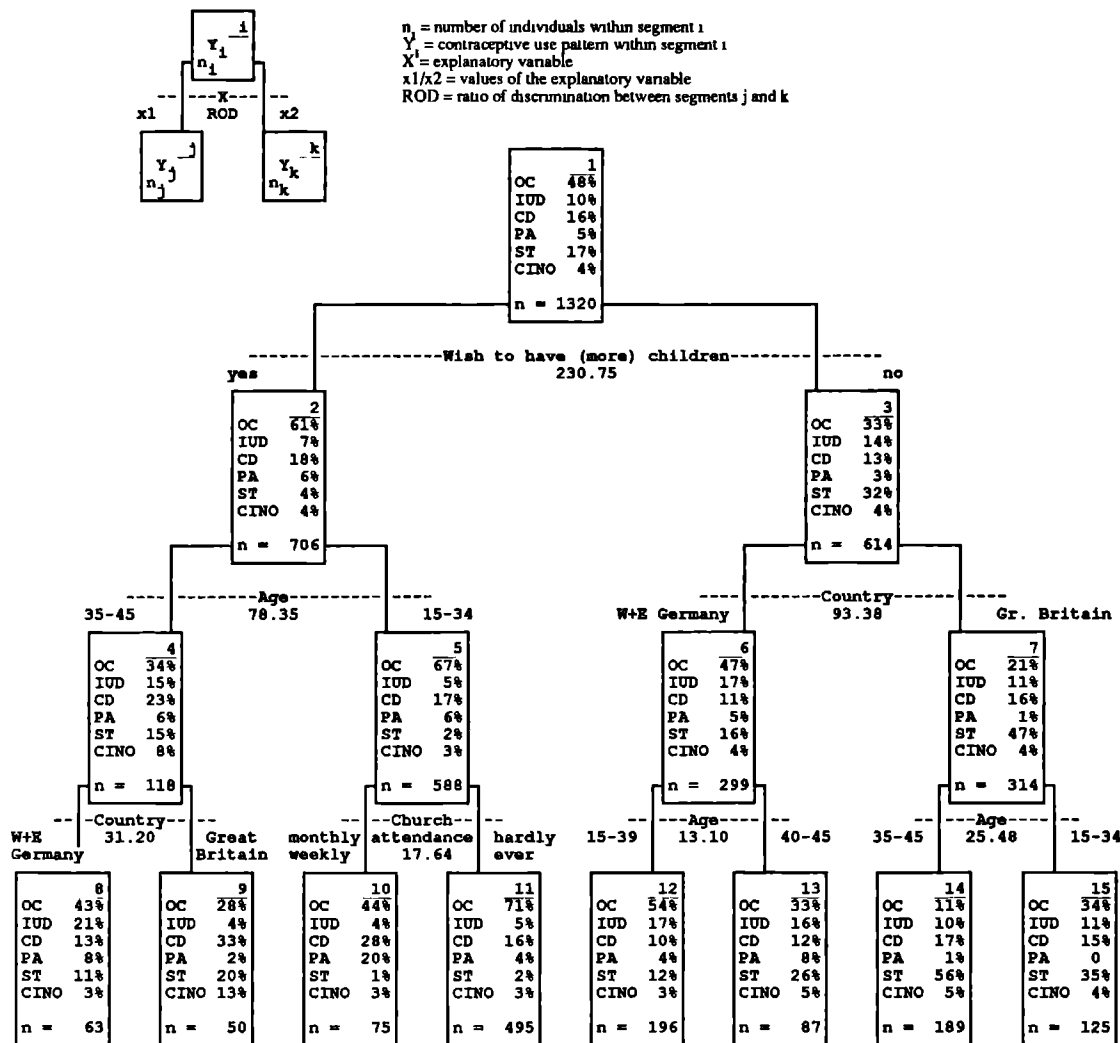 i
Y i
n i
x1 X x2
ROD
j
Y j
n j
k
Y k
n k
n i = number of individuals within segment i
Y i = contraceptive use pattern within segment i
X = explanatory variable
x1/x2 = values of the explanatory variable
ROD = ratio of discrimination between segments j and k
1
OC 48%
IUD 10%
CD 16%
PA 5%
ST 17%
CINO 4%
n = 1320
Wish to have (more) children
yes 230.75 no
2
OC 61%
IUD 7%
CD 18%
PA 6%
ST 4%
CINO 4%
n = 706
3
OC 33%
IUD 14%
CD 13%
PA 3%
ST 32%
CINO 4%
n = 614
Age
35-45 78.35 15-34
Country
W+E Germany 93.38 Gr. Britain
4
OC 34%
IUD 15%
CD 23%
PA 6%
ST 15%
CINO 8%
n = 118
5
OC 67%
IUD 5%
CD 17%
PA 6%
ST 2%
CINO 3%
n = 588
6
OC 47%
IUD 17%
CD 11%
PA 5%
ST 16%
CINO 4%
n = 299
7
OC 21%
IUD 11%
CD 16%
PA 1%
ST 47%
CINO 4%
n = 314
Country
W+E 31.20 Great
Germany Britain
Church
monthly attendance hardly
weekly 17.64 ever
Age
15-39 13.10 40-45
Age
35-45 25.48 15-34
8
OC 43%
IUD 21%
CD 13%
PA 8%
ST 11%
CINO 3%
n = 63
9
OC 28%
IUD 4%
CD 33%
PA 2%
ST 20%
CINO 13%
n = 50
10
OC 44%
IUD 4%
CD 28%
PA 20%
ST 1%
CINO 3%
n = 75
11
OC 71%
IUD 5%
CD 16%
PA 4%
ST 2%
CINO 3%
n = 495
12
OC 54%
IUD 17%
CD 10%
PA 4%
ST 12%
CINO 3%
n = 196
13
OC 33%
IUD 16%
CD 12%
PA 8%
ST 26%
CINO 5%
n = 87
14
OC 11%
IUD 10%
CD 17%
PA 1%
ST 56%
CINO 5%
n = 189
15
OC 34%
IUD 11%
CD 15%
PA 0
ST 35%
CINO 4%
n = 125